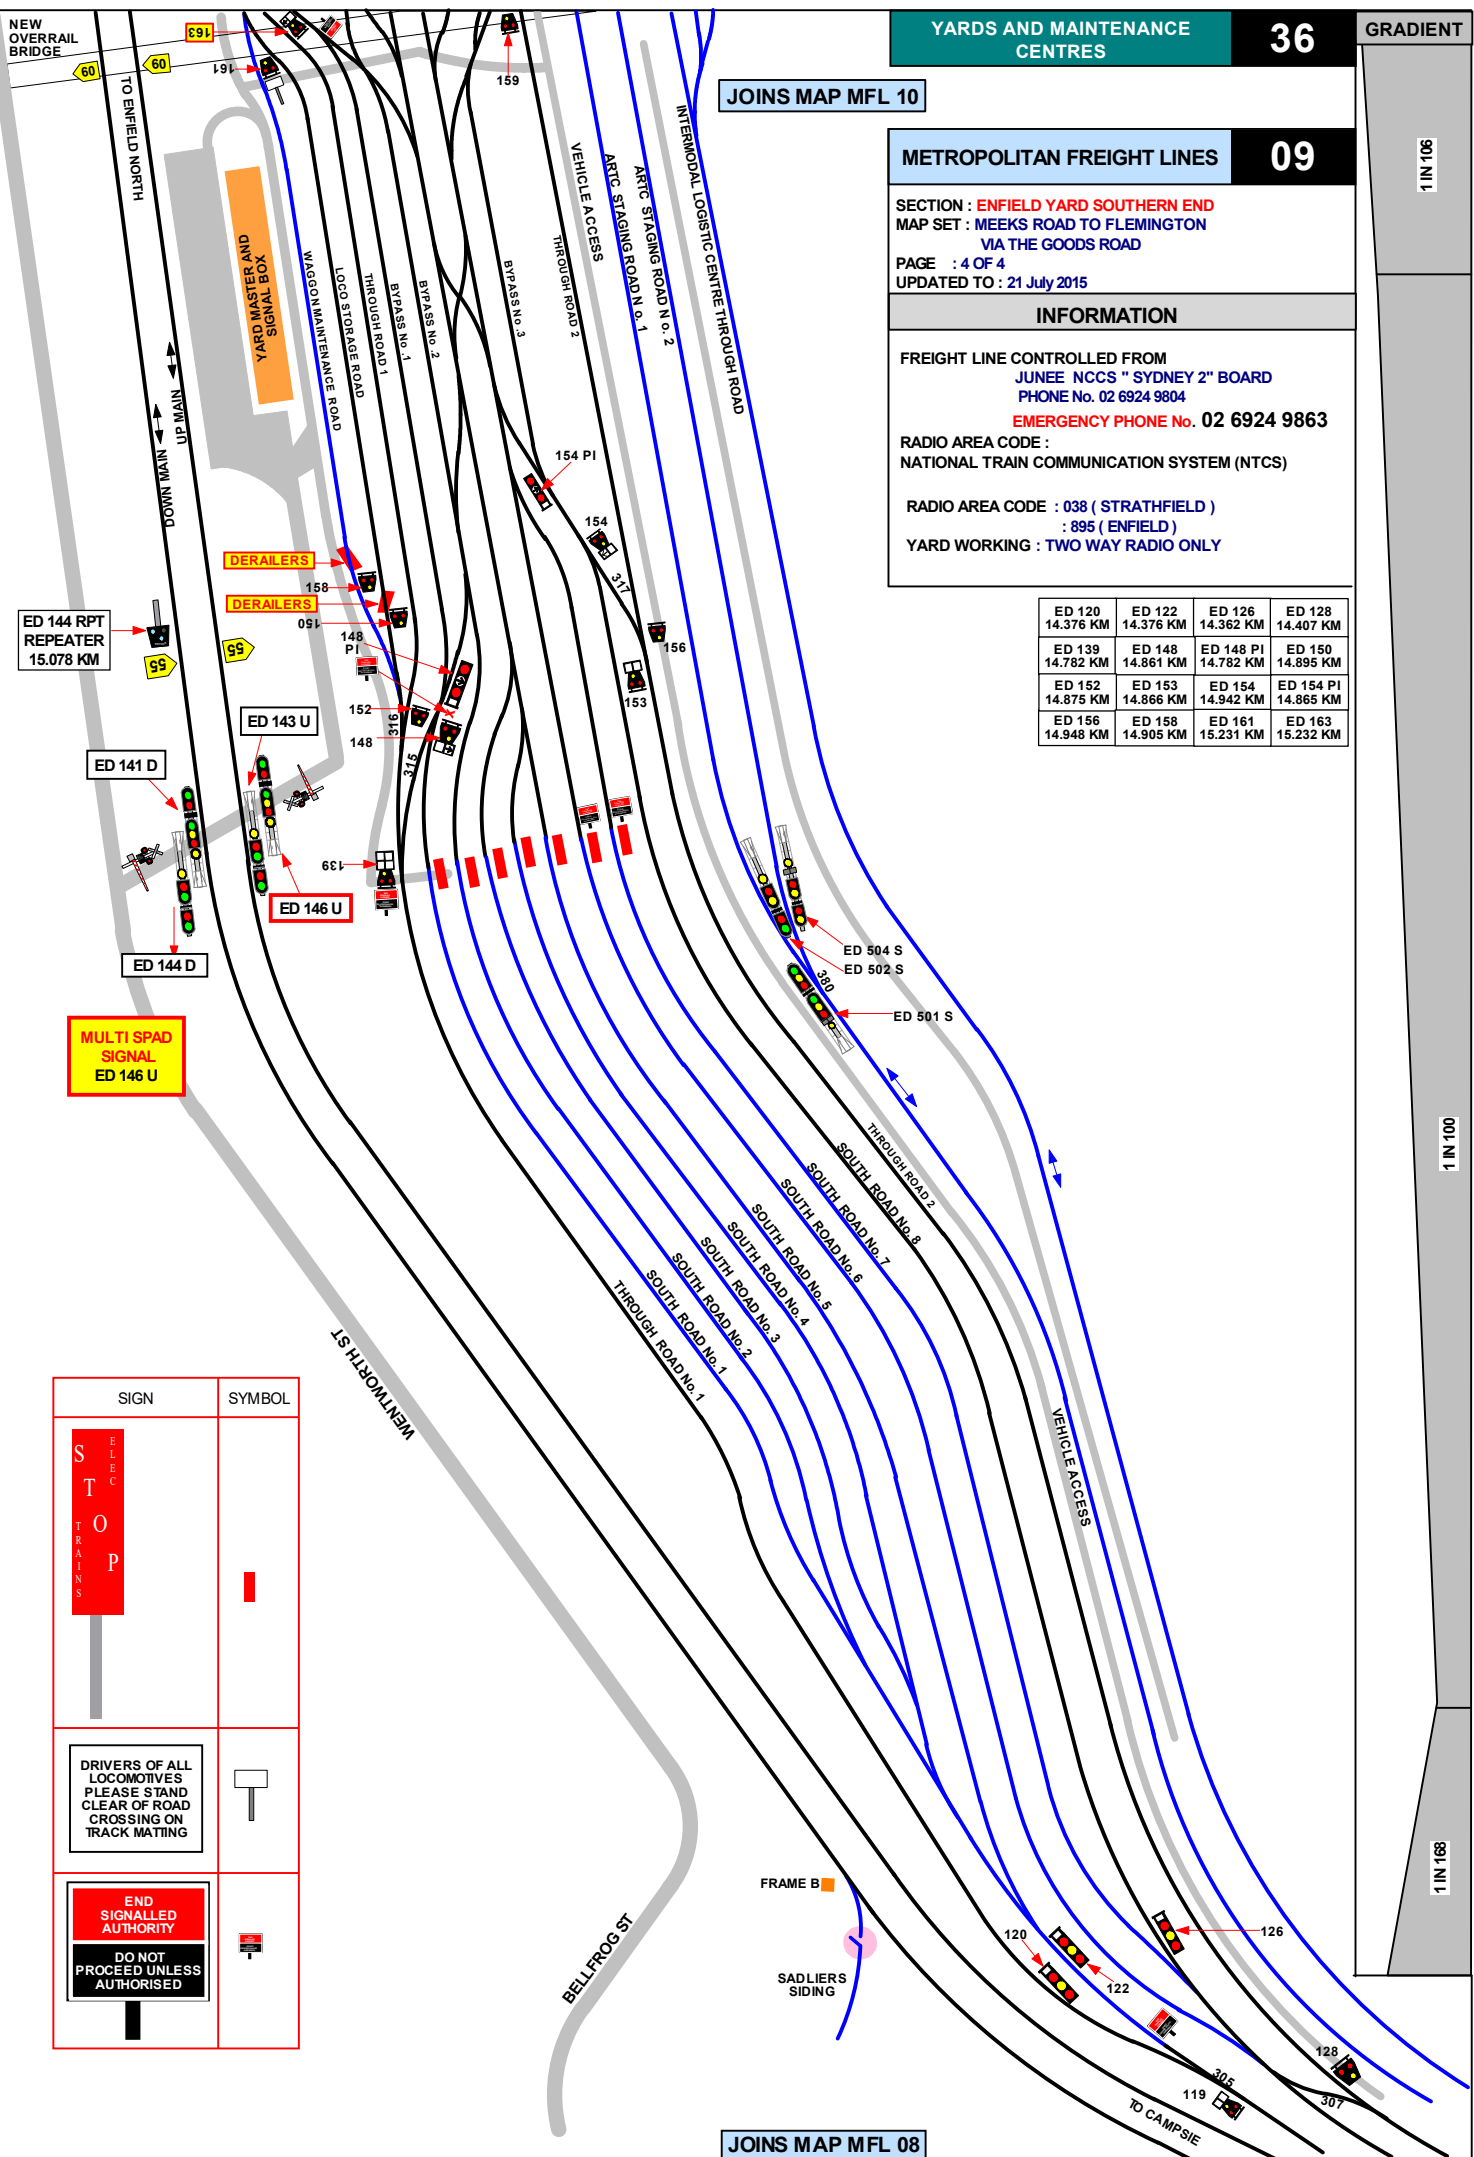 NEW
OVERRAIL
BRIDGE
163
60
60
161
159
TO ENFIELD NORTH
YARD MASTER AND
SIGNAL BOX
WAGGON MAINTENANCE ROAD
LOCO STORAGE ROAD
THROUGH ROAD 1
BYPASS No .1
BYPASS No .2
BYPASS No .3
THROUGH ROAD 2
VEHICLE ACCESS
ARTC STAGING ROAD N o. 1
ARTC STAGING ROAD N o. 2
INTERMODAL LOGISTIC CENTRE THROUGH ROAD
YARDS AND MAINTENANCE
CENTRES
36
GRADIENT
JOINS MAP MFL 10
METROPOLITAN FREIGHT LINES
09
1 IN 106
SECTION : ENFIELD YARD SOUTHERN END
MAP SET : MEEKS ROAD TO FLEMINGTON
VIA THE GOODS ROAD
PAGE : 4 OF 4
UPDATED TO : 21 July 2015
INFORMATION
FREIGHT LINE CONTROLLED FROM
JUNEE NCCS " SYDNEY 2" BOARD
PHONE No. 02 6924 9804
EMERGENCY PHONE No. 02 6924 9863
RADIO AREA CODE :
NATIONAL TRAIN COMMUNICATION SYSTEM (NTCS)
RADIO AREA CODE : 038 ( STRATHFIELD )
: 895 ( ENFIELD )
YARD WORKING : TWO WAY RADIO ONLY
ED 120 ED 122 ED 126 ED 128
14.376 KM 14.376 KM 14.362 KM 14.407 KM
ED 139 ED 148 ED 148 PI ED 150
14.782 KM 14.861 KM 14.782 KM 14.895 KM
ED 152 ED 153 ED 154 ED 154 PI
14.875 KM 14.866 KM 14.942 KM 14.865 KM
ED 156 ED 158 ED 161 ED 163
14.948 KM 14.905 KM 15.231 KM 15.232 KM
DOWN MAIN
UP MAIN
154 PI
154
317
DERAILERS
158
DERAILERS
150
148
PI
156
153
152
316
148
315
ED 144 RPT
REPEATER
15.078 KM
55
55
ED 143 U
ED 141 D
139
ED 146 U
ED 144 D
ED 504 S
ED 502 S
380
ED 501 S
MULTI SPAD
SIGNAL
ED 146 U
1 IN 100
THROUGH ROAD 2
SOUTH ROAD No. 8
SOUTH ROAD No. 7
SOUTH ROAD No. 6
SOUTH ROAD No. 5
SOUTH ROAD No. 4
SOUTH ROAD No. 3
SOUTH ROAD No. 2
SOUTH ROAD No. 1
THROUGH ROAD No. 1
WENTWORTH ST
VEHICLE ACCESS
SIGN SYMBOL
STOP
ELEC
TRAINS
DRIVERS OF ALL
LOCOMOTIVES
PLEASE STAND
CLEAR OF ROAD
CROSSING ON
TRACK MATTING
END
SIGNALLED
AUTHORITY
DO NOT
PROCEED UNLESS
AUTHORISED
1 IN 168
FRAME B
BELLFROG ST
SADLIERS
SIDING
120
122
126
128
305
119
307
TO CAMPSIE
JOINS MAP MFL 08